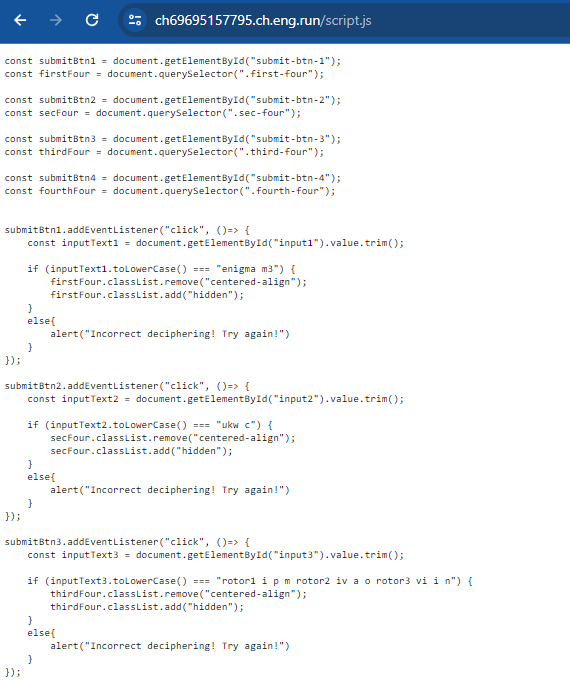 ch69695157795.ch.eng.run/script.js
const submitBtn1 = document.getElementById("submit-btn-1");
const firstFour = document.querySelector(".first-four");
const submitBtn2 = document.getElementById("submit-btn-2");
const secFour = document.querySelector(".sec-four");
const submitBtn3 = document.getElementById("submit-btn-3");
const thirdFour = document.querySelector(".third-four");
const submitBtn4 = document.getElementById("submit-btn-4");
const fourthFour = document.querySelector(".fourth-four");
submitBtn1.addEventListener("click", ()=> {
    const inputText1 = document.getElementById("input1").value.trim();
    if (inputText1.toLowerCase() === "enigma m3") {
        firstFour.classList.remove("centered-align");
        firstFour.classList.add("hidden");
    }
    else{
        alert("Incorrect deciphering! Try again!")
    }
});
submitBtn2.addEventListener("click", ()=> {
    const inputText2 = document.getElementById("input2").value.trim();
    if (inputText2.toLowerCase() === "ukw c") {
        secFour.classList.remove("centered-align");
        secFour.classList.add("hidden");
    }
    else{
        alert("Incorrect deciphering! Try again!")
    }
});
submitBtn3.addEventListener("click", ()=> {
    const inputText3 = document.getElementById("input3").value.trim();
    if (inputText3.toLowerCase() === "rotor1 i p m rotor2 iv a o rotor3 vi i n") {
        thirdFour.classList.remove("centered-align");
        thirdFour.classList.add("hidden");
    }
    else{
        alert("Incorrect deciphering! Try again!")
    }
});